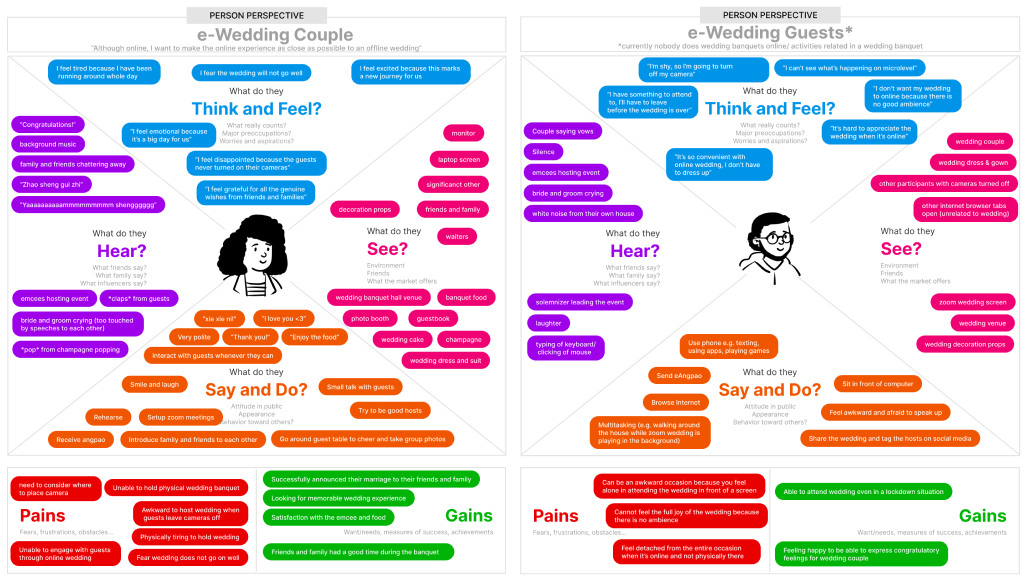 PERSON PERSPECTIVE
e-Wedding Couple
"Although online, I want to make the online experience as close as possible to an offline wedding"
I feel tired because I have been
running around whole day
I fear the wedding will not go well
I feel excited because this marks
a new journey for us
What do they
Think and Feel?
What really counts?
Major preoccupations?
Worries and aspirations?
"I feel emotional because
it's a big day for us"
"I feel disappointed because the guests
never turned on their cameras"
"I feel grateful for all the genuine
wishes from friends and families"
"Congratulations!"
background music
family and friends chattering away
"Zhao sheng gui zhi"
"Yaaaaaaaaaammmmmmmmm shengggggg"
What do they
Hear?
What friends say?
What family say?
What influencers say?
emcees hosting event
*claps* from guests
bride and groom crying (too touched
by speeches to each other)
*pop* from champagne popping
monitor
laptop screen
significanct other
decoration props
friends and family
waiters
What do they
See?
Environment
Friends
What the market offers
wedding banquet hall venue
banquet food
photo booth
guestbook
wedding cake
champagne
wedding dress and suit
"xie xie ni!"
"I love you <3"
Very polite
"Thank you!"
"Enjoy the food"
Interact with guests whenever they can
What do they
Say and Do?
Attitude in public
Appearance
Behavior toward others?
Smile and laugh
Small talk with guests
Rehearse
Setup zoom meetings
Try to be good hosts
Receive angpao
Introduce family and friends to each other
Go around guest table to cheer and take group photos
need to consider where
to place camera
Unable to hold physical wedding banquet
Pains
Fears, frustrations, obstacles...
Awkward to host wedding when
guests leave cameras off
Physically tiring to hold wedding
Unable to engage with guests
through online wedding
Fear wedding does not go well
Successfully announced their marriage to their friends and family
Looking for memorable wedding experience
Satisfaction with the emcee and food
Gains
Want/needs, measures of success, achievements
Friends and family had a good time during the banquet
PERSON PERSPECTIVE
e-Wedding Guests*
*currently nobody does wedding banquets online/ activities related in a wedding banquet
"I'm shy, so I'm going to turn
off my camera"
"I can't see what's happening on microlevel"
"I have something to attend
to, I'll have to leave
before the wedding is over"
"I don't want my wedding
to online because there is
no good ambience"
What do they
Think and Feel?
What really counts?
Major preoccupations?
Worries and aspirations?
"It's hard to appreciate the
wedding when it's online"
"It's so convenient with
online wedding, I don't have
to dress up"
Couple saying vows
Silence
emcees hosting event
bride and groom crying
white noise from their own house
What do they
Hear?
What friends say?
What family say?
What influencers say?
solemnizer leading the event
laughter
typing of keyboard/
clicking of mouse
wedding couple
wedding dress & gown
other participants with cameras turned off
other internet browser tabs
open (unrelated to wedding)
What do they
See?
Environment
Friends
What the market offers
zoom wedding screen
wedding venue
wedding decoration props
Use phone e.g. texting,
using apps, playing games
What do they
Say and Do?
Attitude in public
Appearance
Behavior toward others?
Send eAngpao
Browse Internet
Multitasking (e.g. walking around
the house while zoom wedding is
playing in the background)
Sit in front of computer
Feel awkward and afraid to speak up
Share the wedding and tag the hosts on social media
Can be an awkward occasion because you feel
alone in attending the wedding in front of a screen
Pains
Fears, frustrations, obstacles...
Cannot feel the full joy of the wedding because
there is no ambience
Feel detached from the entire occasion
when it's online and not physically there
Able to attend wedding even in a lockdown situation
Gains
Want/needs, measures of success, achievements
Feeling happy to be able to express congratulatory
feelings for wedding couple